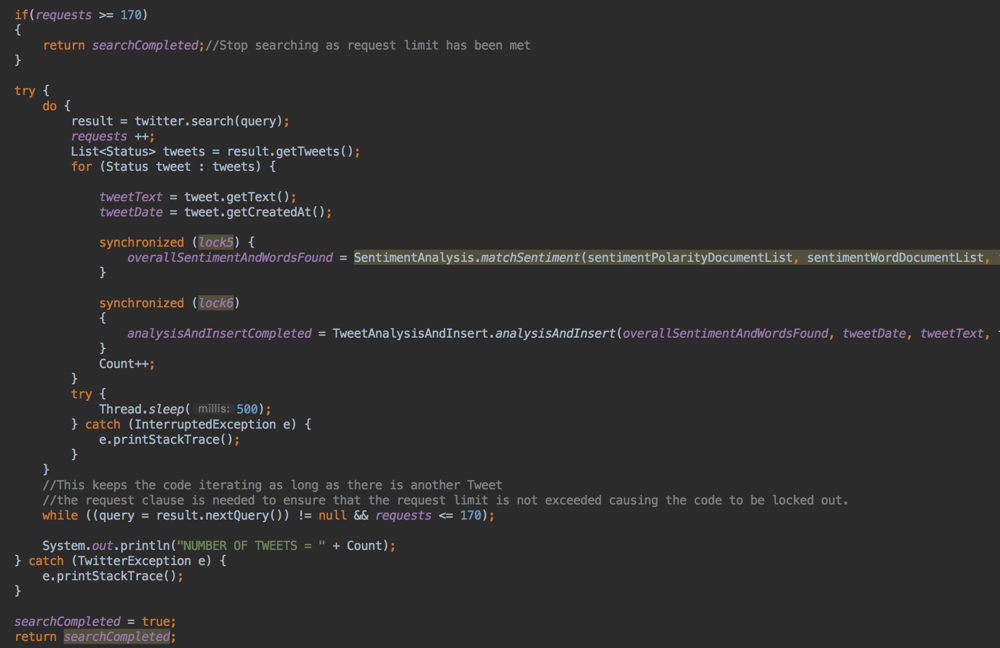 if(requests >= 170)
{
    return searchCompleted;//Stop searching as request limit has been met
}

try {
    do {
        result = twitter.search(query);
        requests ++;
        List<Status> tweets = result.getTweets();
        for (Status tweet : tweets) {

            tweetText = tweet.getText();
            tweetDate = tweet.getCreatedAt();

            synchronized (lock5) {
                overallSentimentAndWordsFound = SentimentAnalysis.matchSentiment(sentimentPolarityDocumentList, sentimentWordDocumentList,
            }

            synchronized (lock6)
            {
                analysisAndInsertCompleted = TweetAnalysisAndInsert.analysisAndInsert(overallSentimentAndWordsFound, tweetDate, tweetText,
            }
            Count++;
        }
        try {
            Thread.sleep( millis: 500);
        } catch (InterruptedException e) {
            e.printStackTrace();
        }
    }
    //This keeps the code iterating as long as there is another Tweet
    //the request clause is needed to ensure that the request limit is not exceeded causing the code to be locked out.
    while ((query = result.nextQuery()) != null && requests <= 170);

    System.out.println("NUMBER OF TWEETS = " + Count);
} catch (TwitterException e) {
    e.printStackTrace();
}

searchCompleted = true;
return searchCompleted;